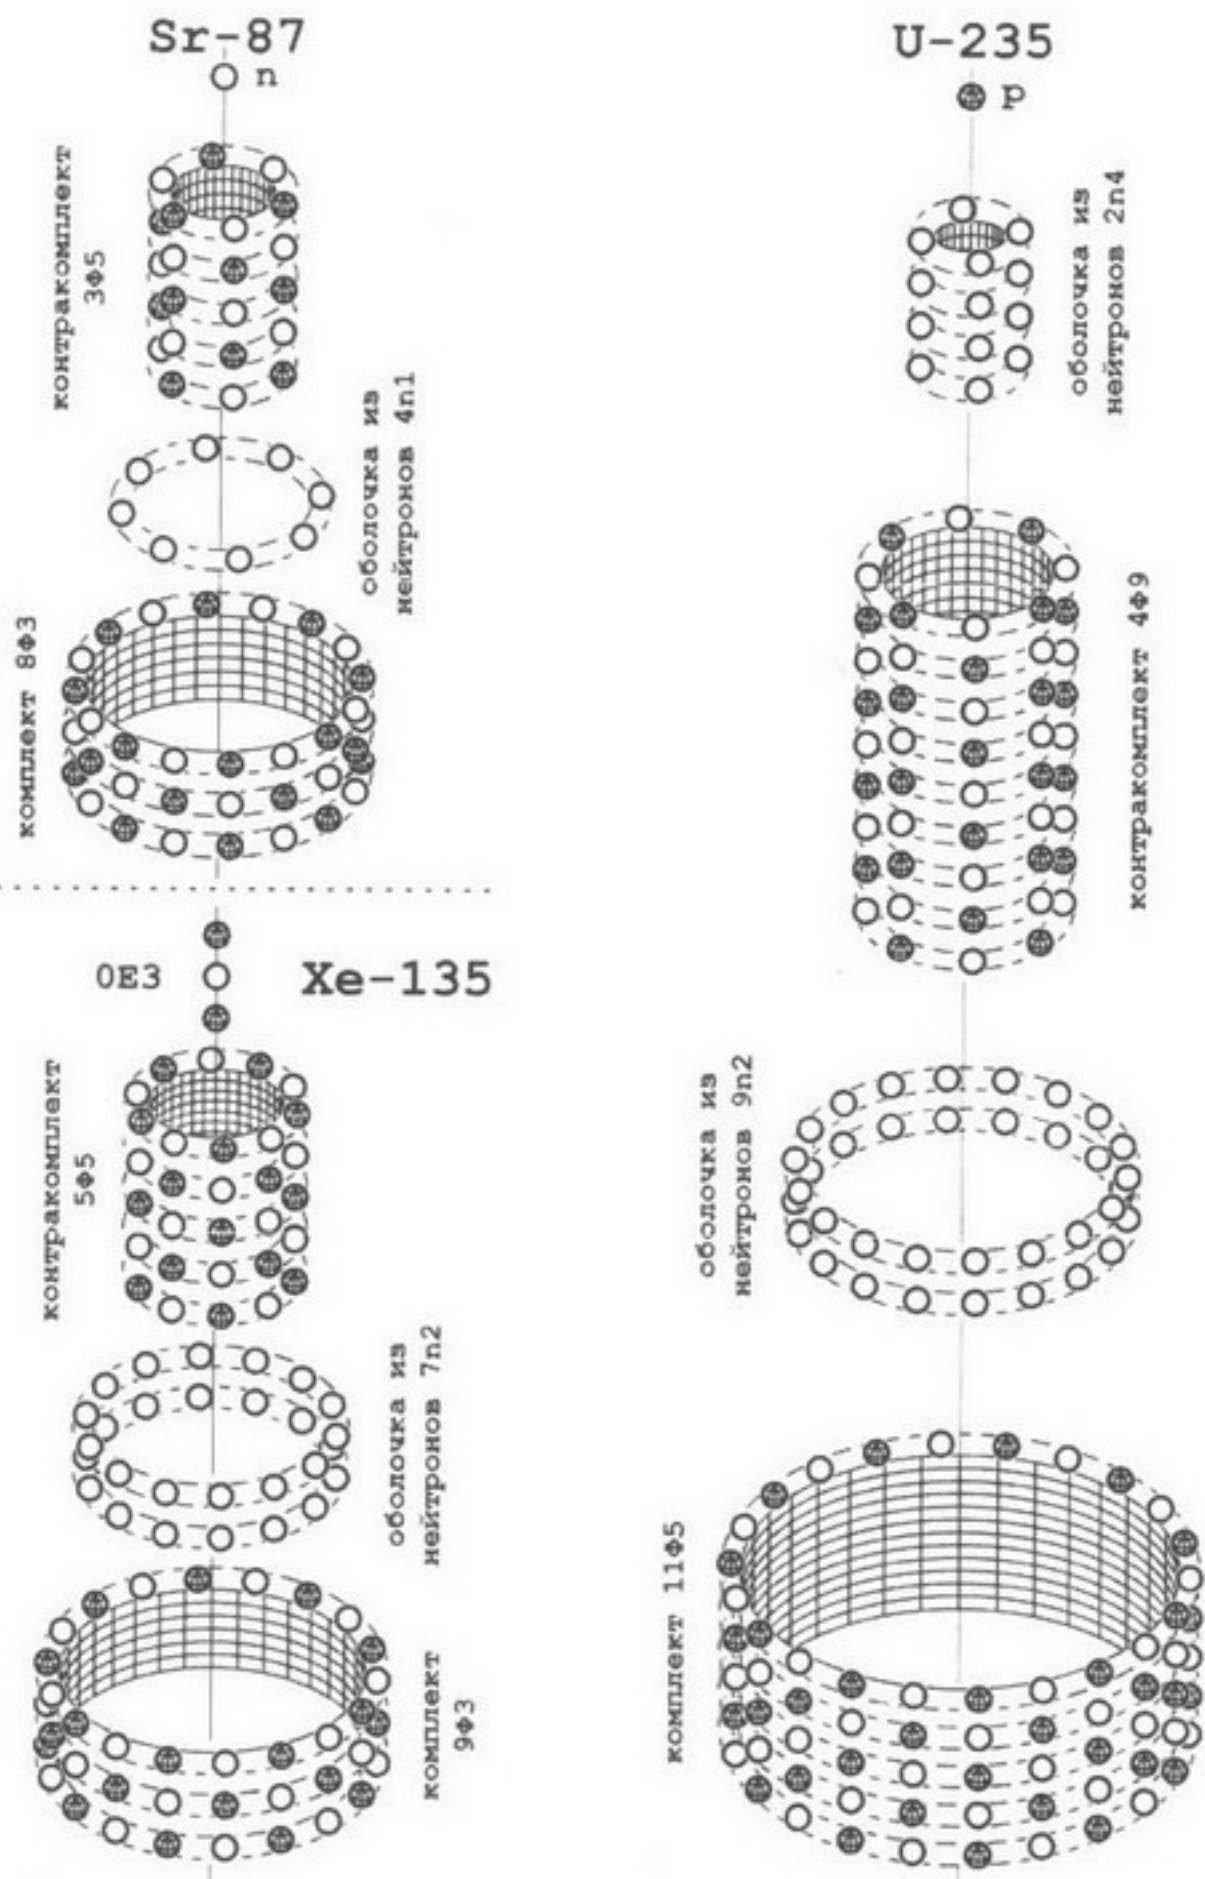 Sr-87
n
контракомплект
3Ф5
оболочка из
нейтронов 4n1
комплект 8Ф3
0E3
Xe-135
контракомплект
5Ф5
оболочка из
нейтронов 7n2
комплект
9Ф3
U-235
p
оболочка из
нейтронов 2n4
контракомплект 4Ф9
оболочка из
нейтронов 9n2
комплект 11Ф5